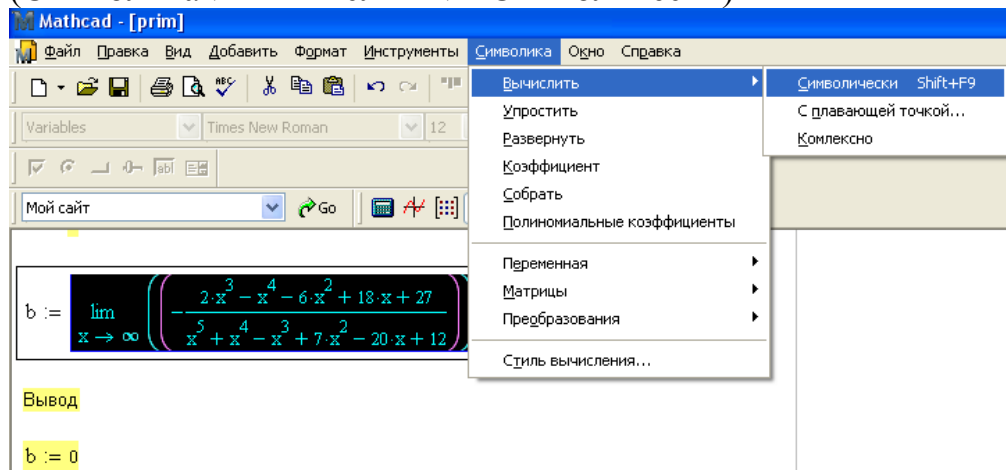 Mathcad - [prim]
Файл Правка Вид Добавить Формат Инструменты Символика Окно Справка
Variables Times New Roman 12
Мой сайт Go
Вычислить
Упростить
Развернуть
Коэффициент
Собрать
Полиномиальные коэффициенты
Переменная
Матрицы
Преобразования
Стиль вычисления...
Символически Shift+F9
С плавающей точкой...
Комлексно
b := lim x → ∞ ((- (2·x^3 - x^4 - 6·x^2 + 18·x + 27) / (x^5 + x^4 - x^3 + 7·x^2 - 20·x + 12)
Вывод
b := 0